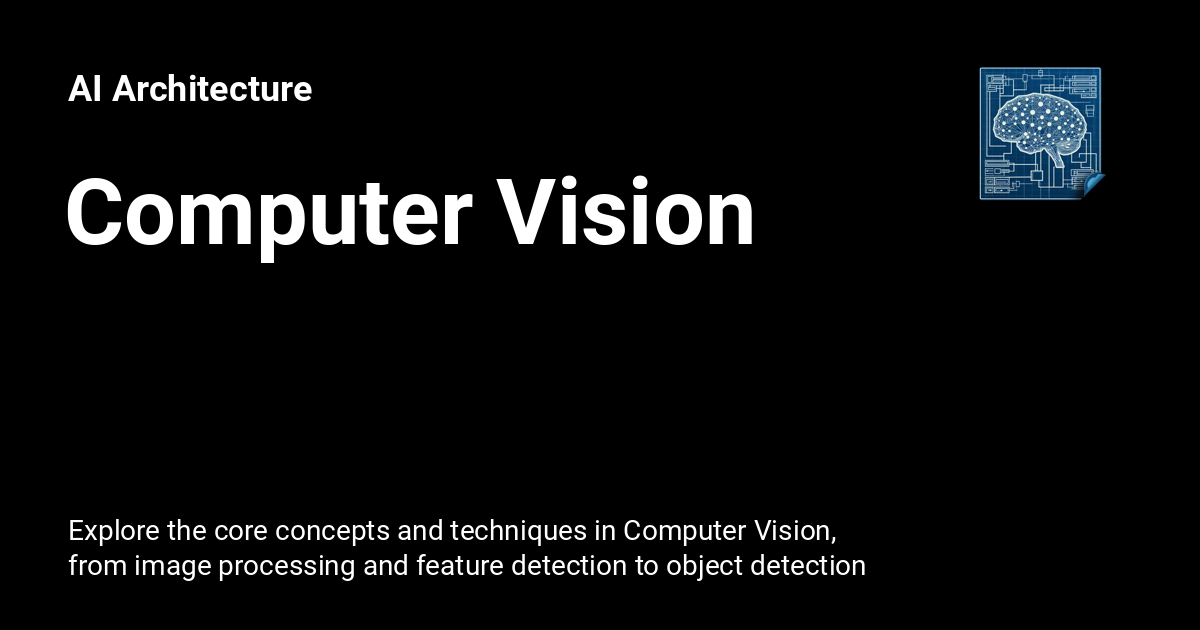 AI Architecture
Computer Vision
Explore the core concepts and techniques in Computer Vision,
from image processing and feature detection to object detection